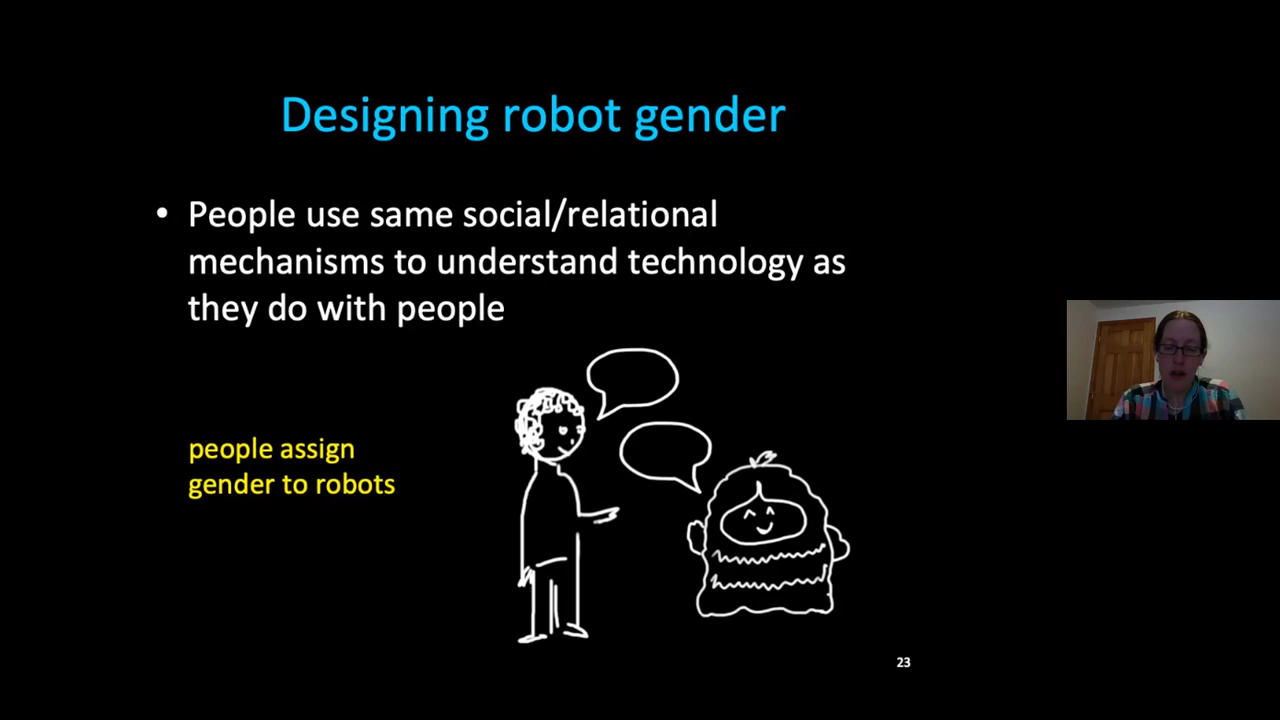 Designing robot gender
• People use same social/relational
mechanisms to understand technology as
they do with people
people assign
gender to robots
23